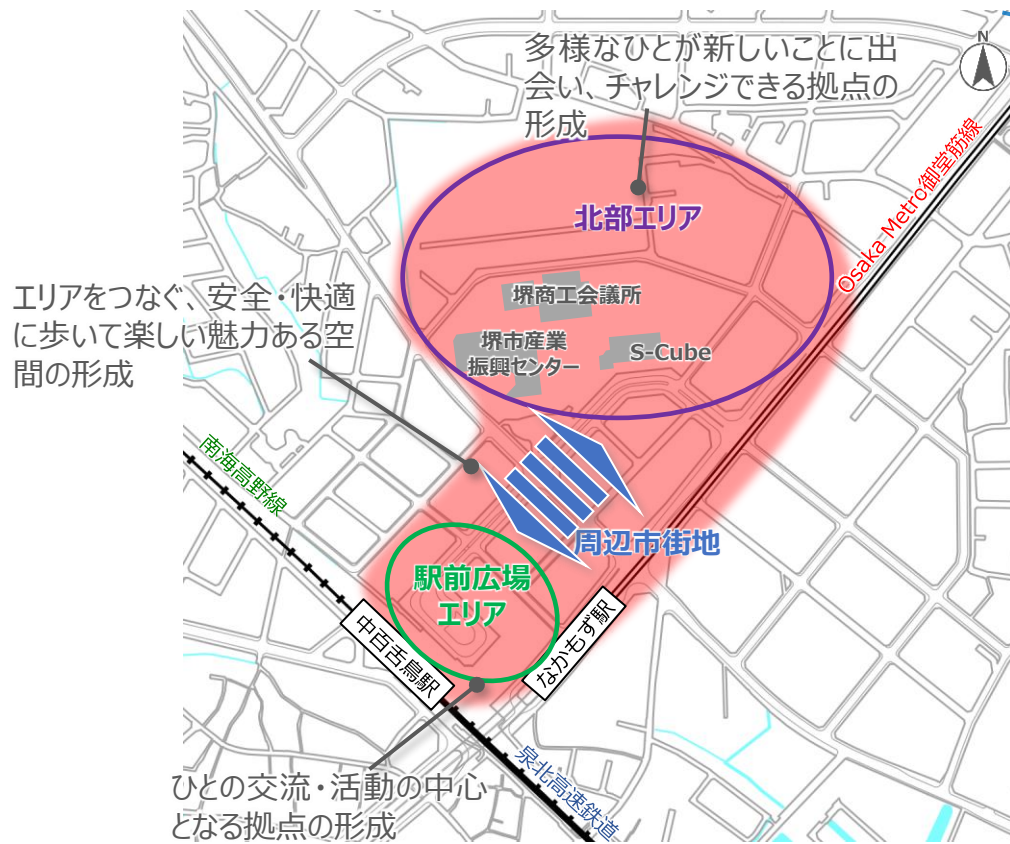 多様なひとが新しいことに出
会い、チャレンジできる拠点の
形成
N
Osaka Metro御堂筋線
北部エリア
エリアをつなぐ、安全・快適
に歩いて楽しい魅力ある空
間の形成
堺商工会議所
堺市産業
振興センター
S-Cube
南海高野線
周辺市街地
駅前広場
エリア
中百舌鳥駅
なかもず駅
泉北高速鉄道
ひとの交流・活動の中心
となる拠点の形成